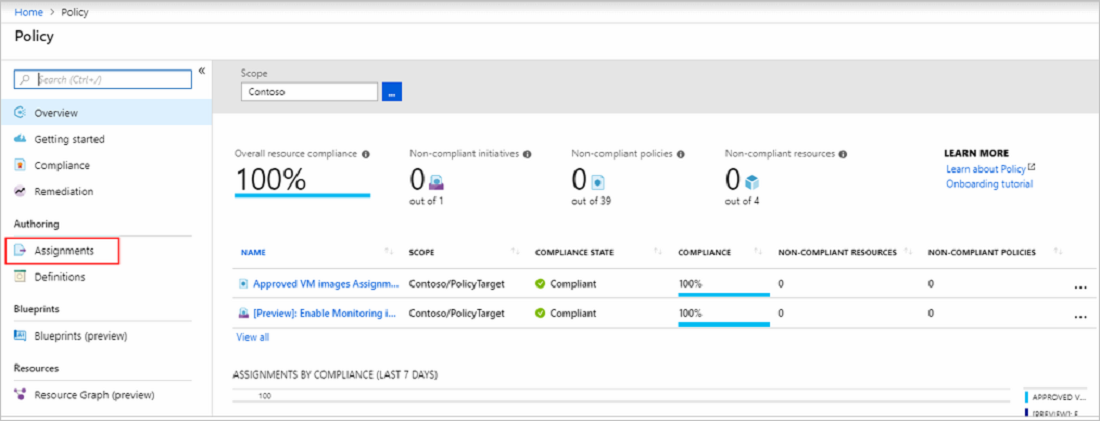 Home > Policy
Policy
Search (Ctrl+/)
«
Overview
Getting started
Compliance
Remediation
Authoring
Assignments
Definitions
Blueprints
Blueprints (preview)
Resources
Resource Graph (preview)
Scope
Contoso
...
Overall resource compliance
100%
Non-compliant initiatives
0
out of 1
Non-compliant policies
0
out of 39
Non-compliant resources
0
out of 4
LEARN MORE
Learn about Policy
Onboarding tutorial
NAME SCOPE COMPLIANCE STATE COMPLIANCE NON-COMPLIANT RESOURCES NON-COMPLIANT POLICIES
Approved VM images Assignm... Contoso/PolicyTarget Compliant 100% 0 0 ...
[Preview]: Enable Monitoring i... Contoso/PolicyTarget Compliant 100% 0 0 ...
View all
ASSIGNMENTS BY COMPLIANCE (LAST 7 DAYS)
100
APPROVED V...
[PREVIEW]: E